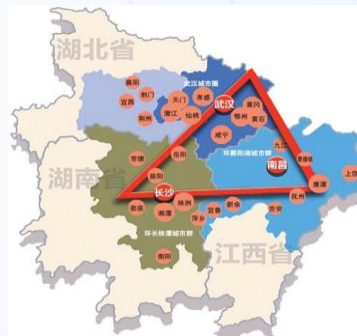 湖北省
襄阳
荆门
宜昌
荆州
武汉城市圈
天门
孝感
潜江
仙桃
武汉
黄冈
鄂州
黄石
咸宁
环鄱阳湖城市群
九江
景德镇
南昌
鹰潭
上饶
抚州
湖南省
常德
岳阳
益阳
长沙
娄底
湘潭
株洲
萍乡
宜春
新余
吉安
环长株潭城市群
衡阳
江西省